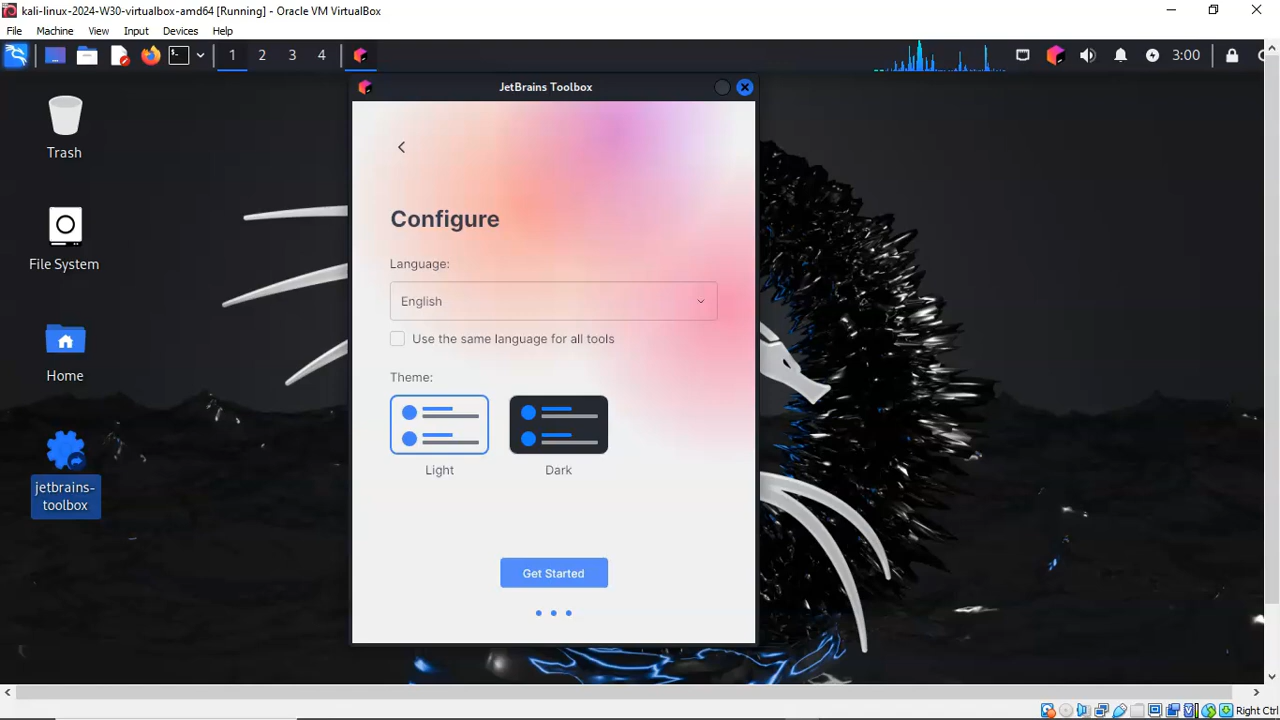 kali-linux-2024-W30-virtualbox-amd64 [Running] - Oracle VM VirtualBox
File Machine View Input Devices Help
1 2 3 4 3:00
JetBrains Toolbox
Trash
File System
Home
jetbrains-
toolbox
Configure
Language:
English
Use the same language for all tools
Theme:
Light Dark
Get Started
Right Ctrl